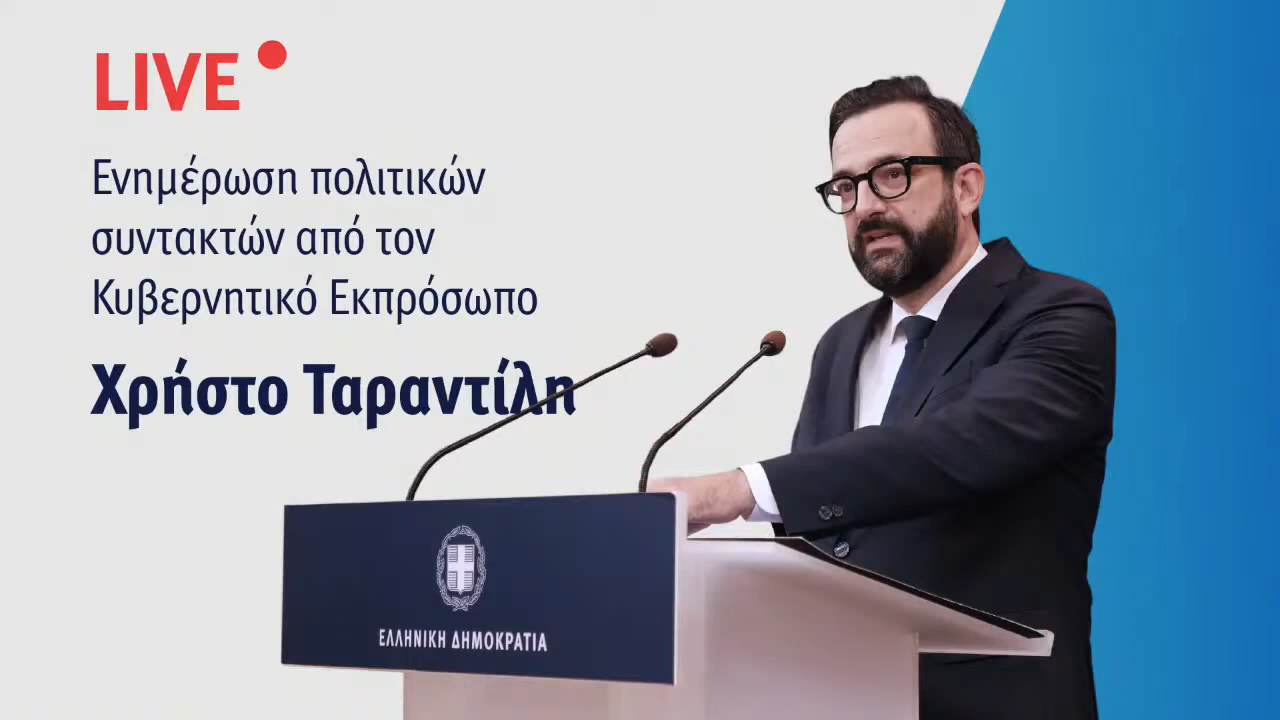 LIVE
Ενημέρωση πολιτικών
συντακτών από τον
Κυβερνητικό Εκπρόσωπο
Χρήστο Ταραντίλη
ΕΛΛΗΝΙΚΗ ΔΗΜΟΚΡΑΤΙΑ